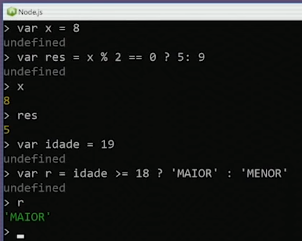 Node.js
> var x = 8
undefined
> var res = x % 2 == 0 ? 5: 9
undefined
> x
8
> res
5
> var idade = 19
undefined
> var r = idade >= 18 ? 'MAIOR' : 'MENOR'
undefined
> r
'MAIOR'
>